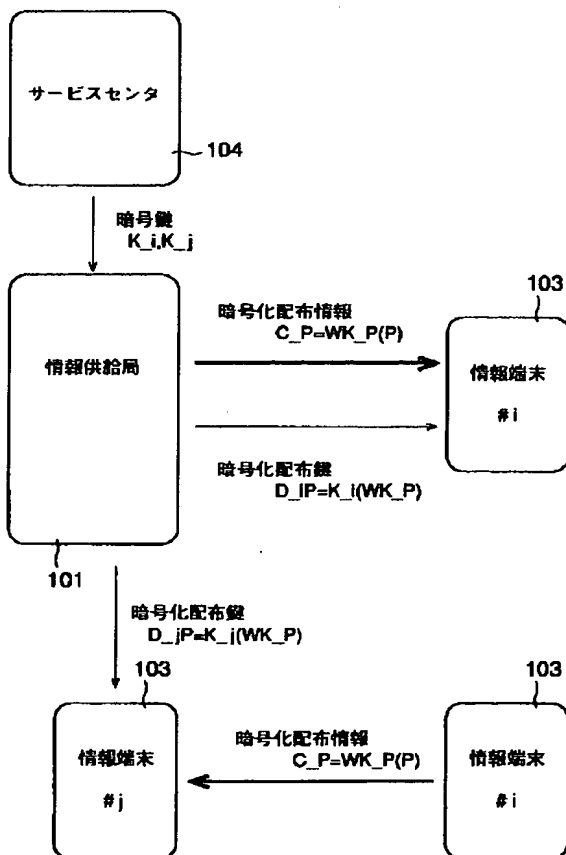 サービスセンタ
104
暗号鍵
K_i,K_j
情報供給局
101
暗号化配布情報
C_P=WK_P(P)
暗号化配布鍵
D_iP=K_i(WK_P)
103
情報端末
#i
暗号化配布鍵
D_jP=K_j(WK_P)
103
情報端末
#j
暗号化配布情報
C_P=WK_P(P)
103
情報端末
#i